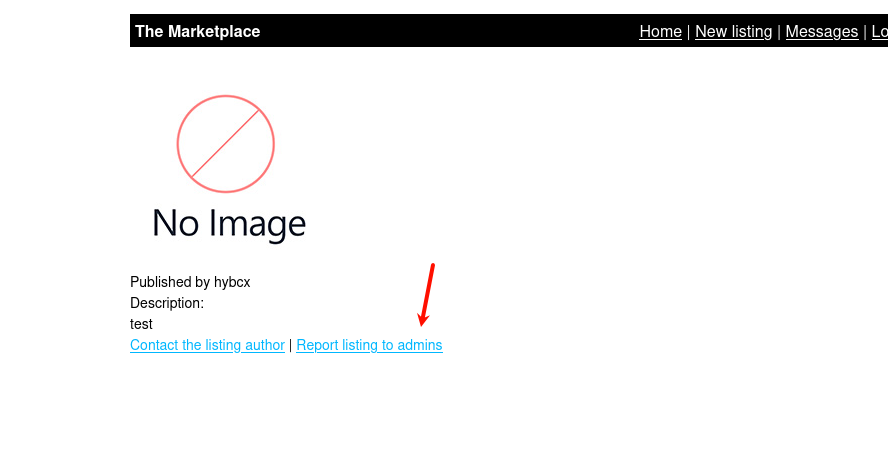 The Marketplace
Home | New listing | Messages | Lo
No Image
Published by hybcx
Description:
test
Contact the listing author | Report listing to admins